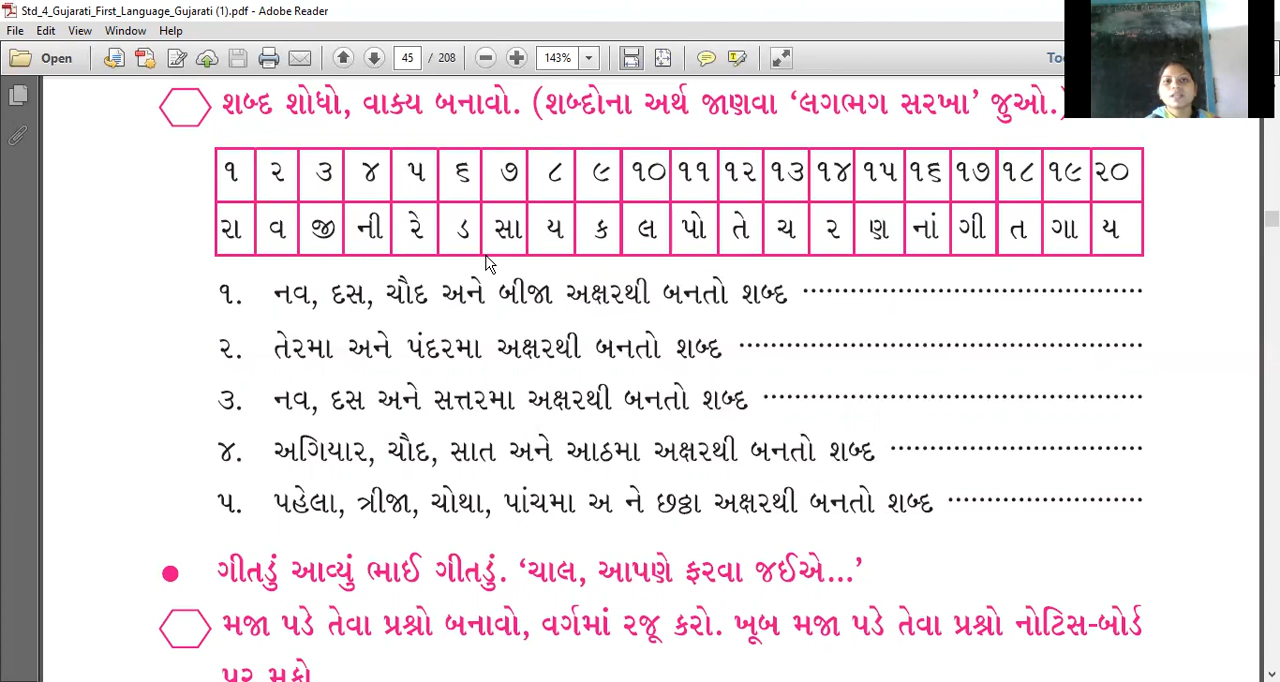 Std_4_Gujarati_First_Language_Gujarati (1).pdf - Adobe Reader
File Edit View Window Help
Open 45 / 208 143%
શબ્દ શોધો, વાક્ય બનાવો. (શબ્દોના અર્થ જાણવા ‘લગભગ સરખા’ જુઓ.)
૧ ૨ ૩ ૪ ૫ ૬ ૭ ૮ ૯ ૧૦ ૧૧ ૧૨ ૧૩ ૧૪ ૧૫ ૧૬ ૧૭ ૧૮ ૧૯ ૨૦
રા વ જી ની રે ડ સા ય ક લ પો તે ચ ર ણ નાં ગી ત ગા ય
૧. નવ, દસ, ચૌદ અને બીજા અક્ષરથી બનતો શબ્દ ........................................
૨. તેરમા અને પંદરમા અક્ષરથી બનતો શબ્દ ........................................
૩. નવ, દસ અને સત્તરમા અક્ષરથી બનતો શબ્દ ........................................
૪. અગિયાર, ચૌદ, સાત અને આઠમા અક્ષરથી બનતો શબ્દ ........................................
૫. પહેલા, ત્રીજા, ચોથા, પાંચમા અ ને છઠ્ઠા અક્ષરથી બનતો શબ્દ ........................................
ગીતડું આવ્યું ભાઈ ગીતડું. ‘ચાલ, આપણે ફરવા જઈએ...’
મજા પડે તેવા પ્રશ્નો બનાવો, વર્ગમાં રજૂ કરો. ખૂબ મજા પડે તેવા પ્રશ્નો નોટિસ-બોર્ડ
પર મૂકો